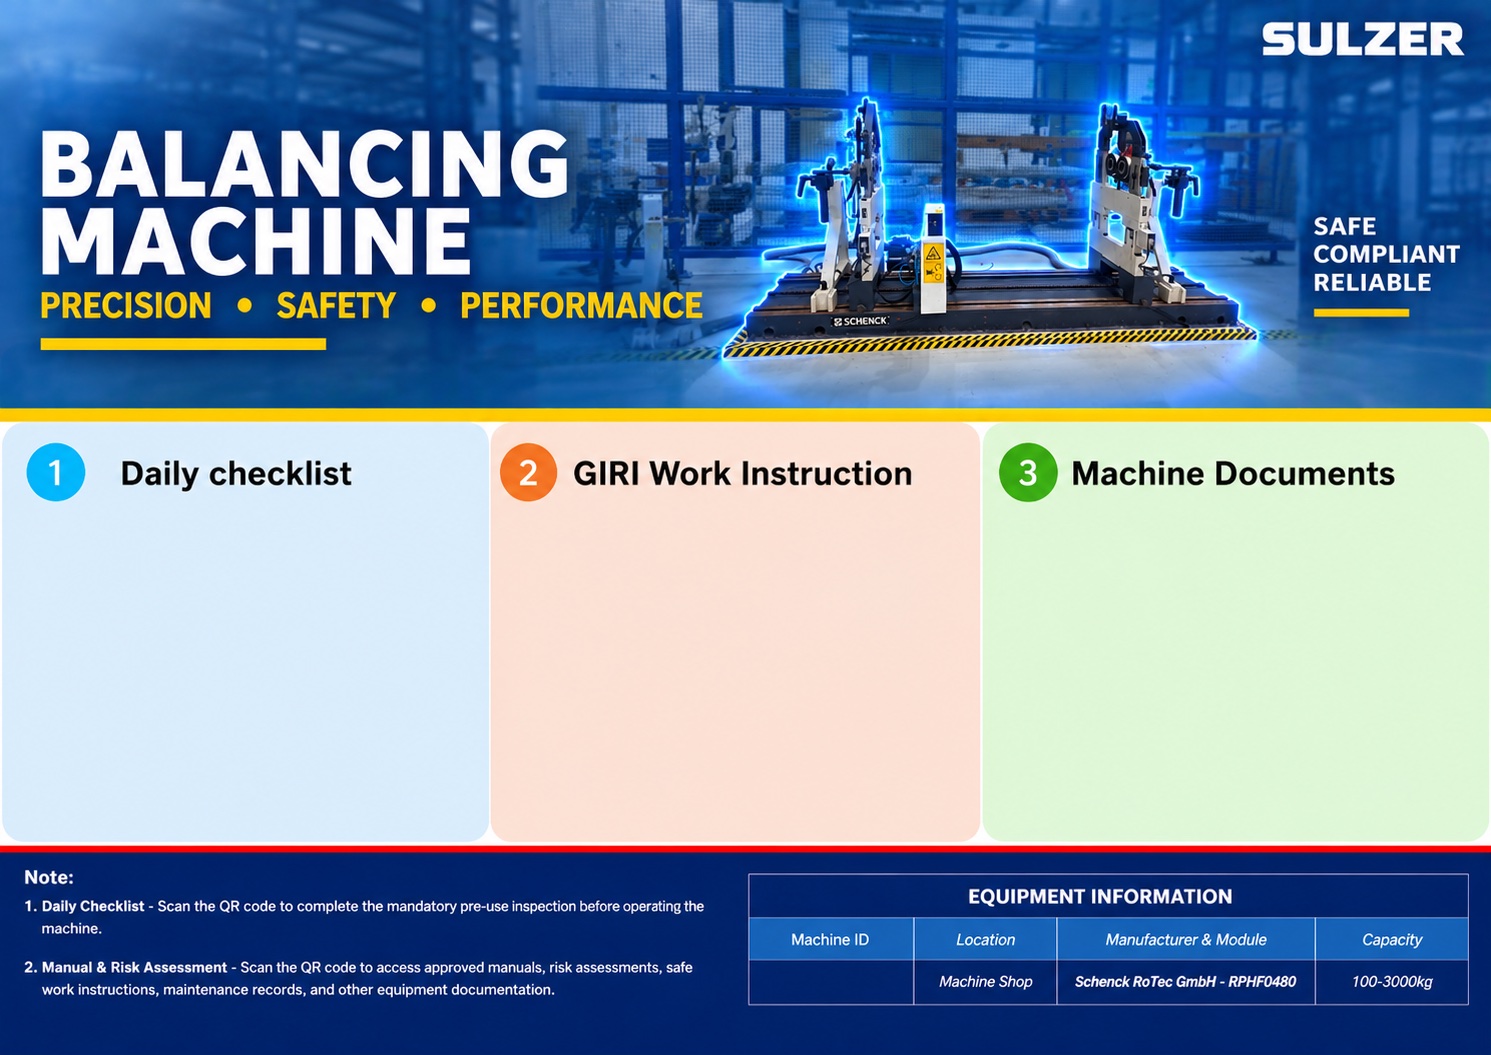 SULZER
BALANCING
MACHINE
PRECISION • SAFETY • PERFORMANCE
SAFE
COMPLIANT
RELIABLE
SCHENCK
1 Daily checklist
2 GIRI Work Instruction
3 Machine Documents
Note:
1. Daily Checklist - Scan the QR code to complete the mandatory pre-use inspection before operating the
machine.
2. Manual & Risk Assessment - Scan the QR code to access approved manuals, risk assessments, safe
work instructions, maintenance records, and other equipment documentation.
EQUIPMENT INFORMATION
Machine ID Location Manufacturer & Module Capacity
Machine Shop Schenck RoTec GmbH - RPHF0480 100-3000kg